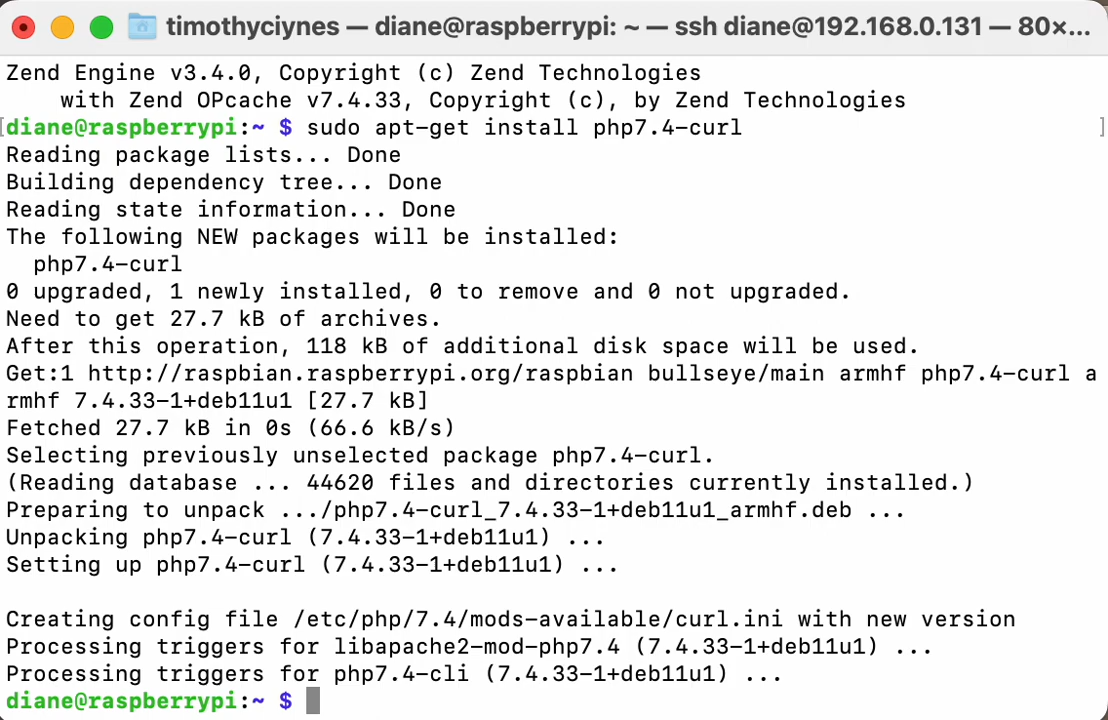 timothyciynes — diane@raspberrypi: ~ — ssh diane@192.168.0.131 — 80×...
Zend Engine v3.4.0, Copyright (c) Zend Technologies
    with Zend OPcache v7.4.33, Copyright (c), by Zend Technologies
[diane@raspberrypi:~ $ sudo apt-get install php7.4-curl ]
Reading package lists... Done
Building dependency tree... Done
Reading state information... Done
The following NEW packages will be installed:
  php7.4-curl
0 upgraded, 1 newly installed, 0 to remove and 0 not upgraded.
Need to get 27.7 kB of archives.
After this operation, 118 kB of additional disk space will be used.
Get:1 http://raspbian.raspberrypi.org/raspbian bullseye/main armhf php7.4-curl a
rmhf 7.4.33-1+deb11u1 [27.7 kB]
Fetched 27.7 kB in 0s (66.6 kB/s)
Selecting previously unselected package php7.4-curl.
(Reading database ... 44620 files and directories currently installed.)
Preparing to unpack .../php7.4-curl_7.4.33-1+deb11u1_armhf.deb ...
Unpacking php7.4-curl (7.4.33-1+deb11u1) ...
Setting up php7.4-curl (7.4.33-1+deb11u1) ...

Creating config file /etc/php/7.4/mods-available/curl.ini with new version
Processing triggers for libapache2-mod-php7.4 (7.4.33-1+deb11u1) ...
Processing triggers for php7.4-cli (7.4.33-1+deb11u1) ...
diane@raspberrypi:~ $